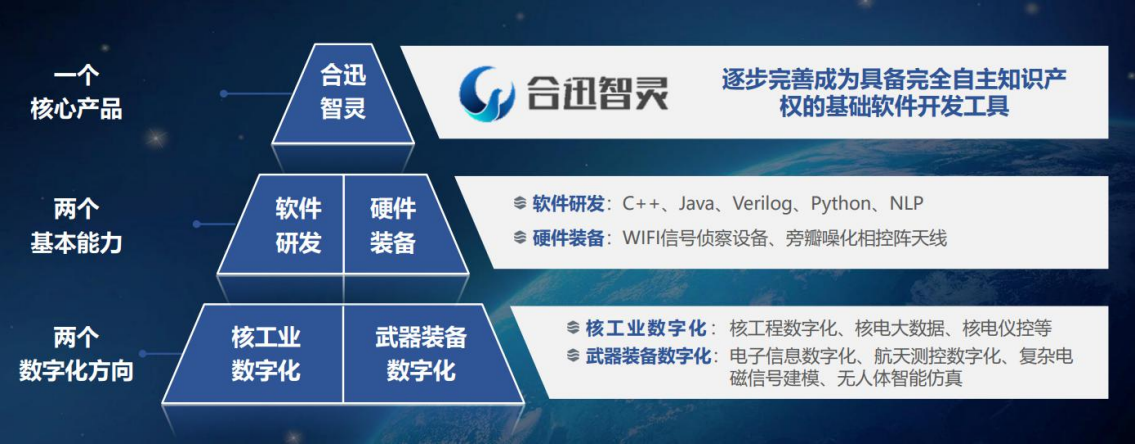 一个
核心产品
合迅
智灵
合迅智灵
逐步完善成为具备完全自主知识产
权的基础软件开发工具
两个
基本能力
软件
研发
硬件
装备
软件研发：C++、Java、Verilog、Python、NLP
硬件装备：WIFI信号侦察设备、旁瓣噪化相控阵天线
两个
数字化方向
核工业
数字化
武器装备
数字化
核工业数字化：核工程数字化、核电大数据、核电仪控等
武器装备数字化：电子信息数字化、航天测控数字化、复杂电
磁信号建模、无人体智能仿真